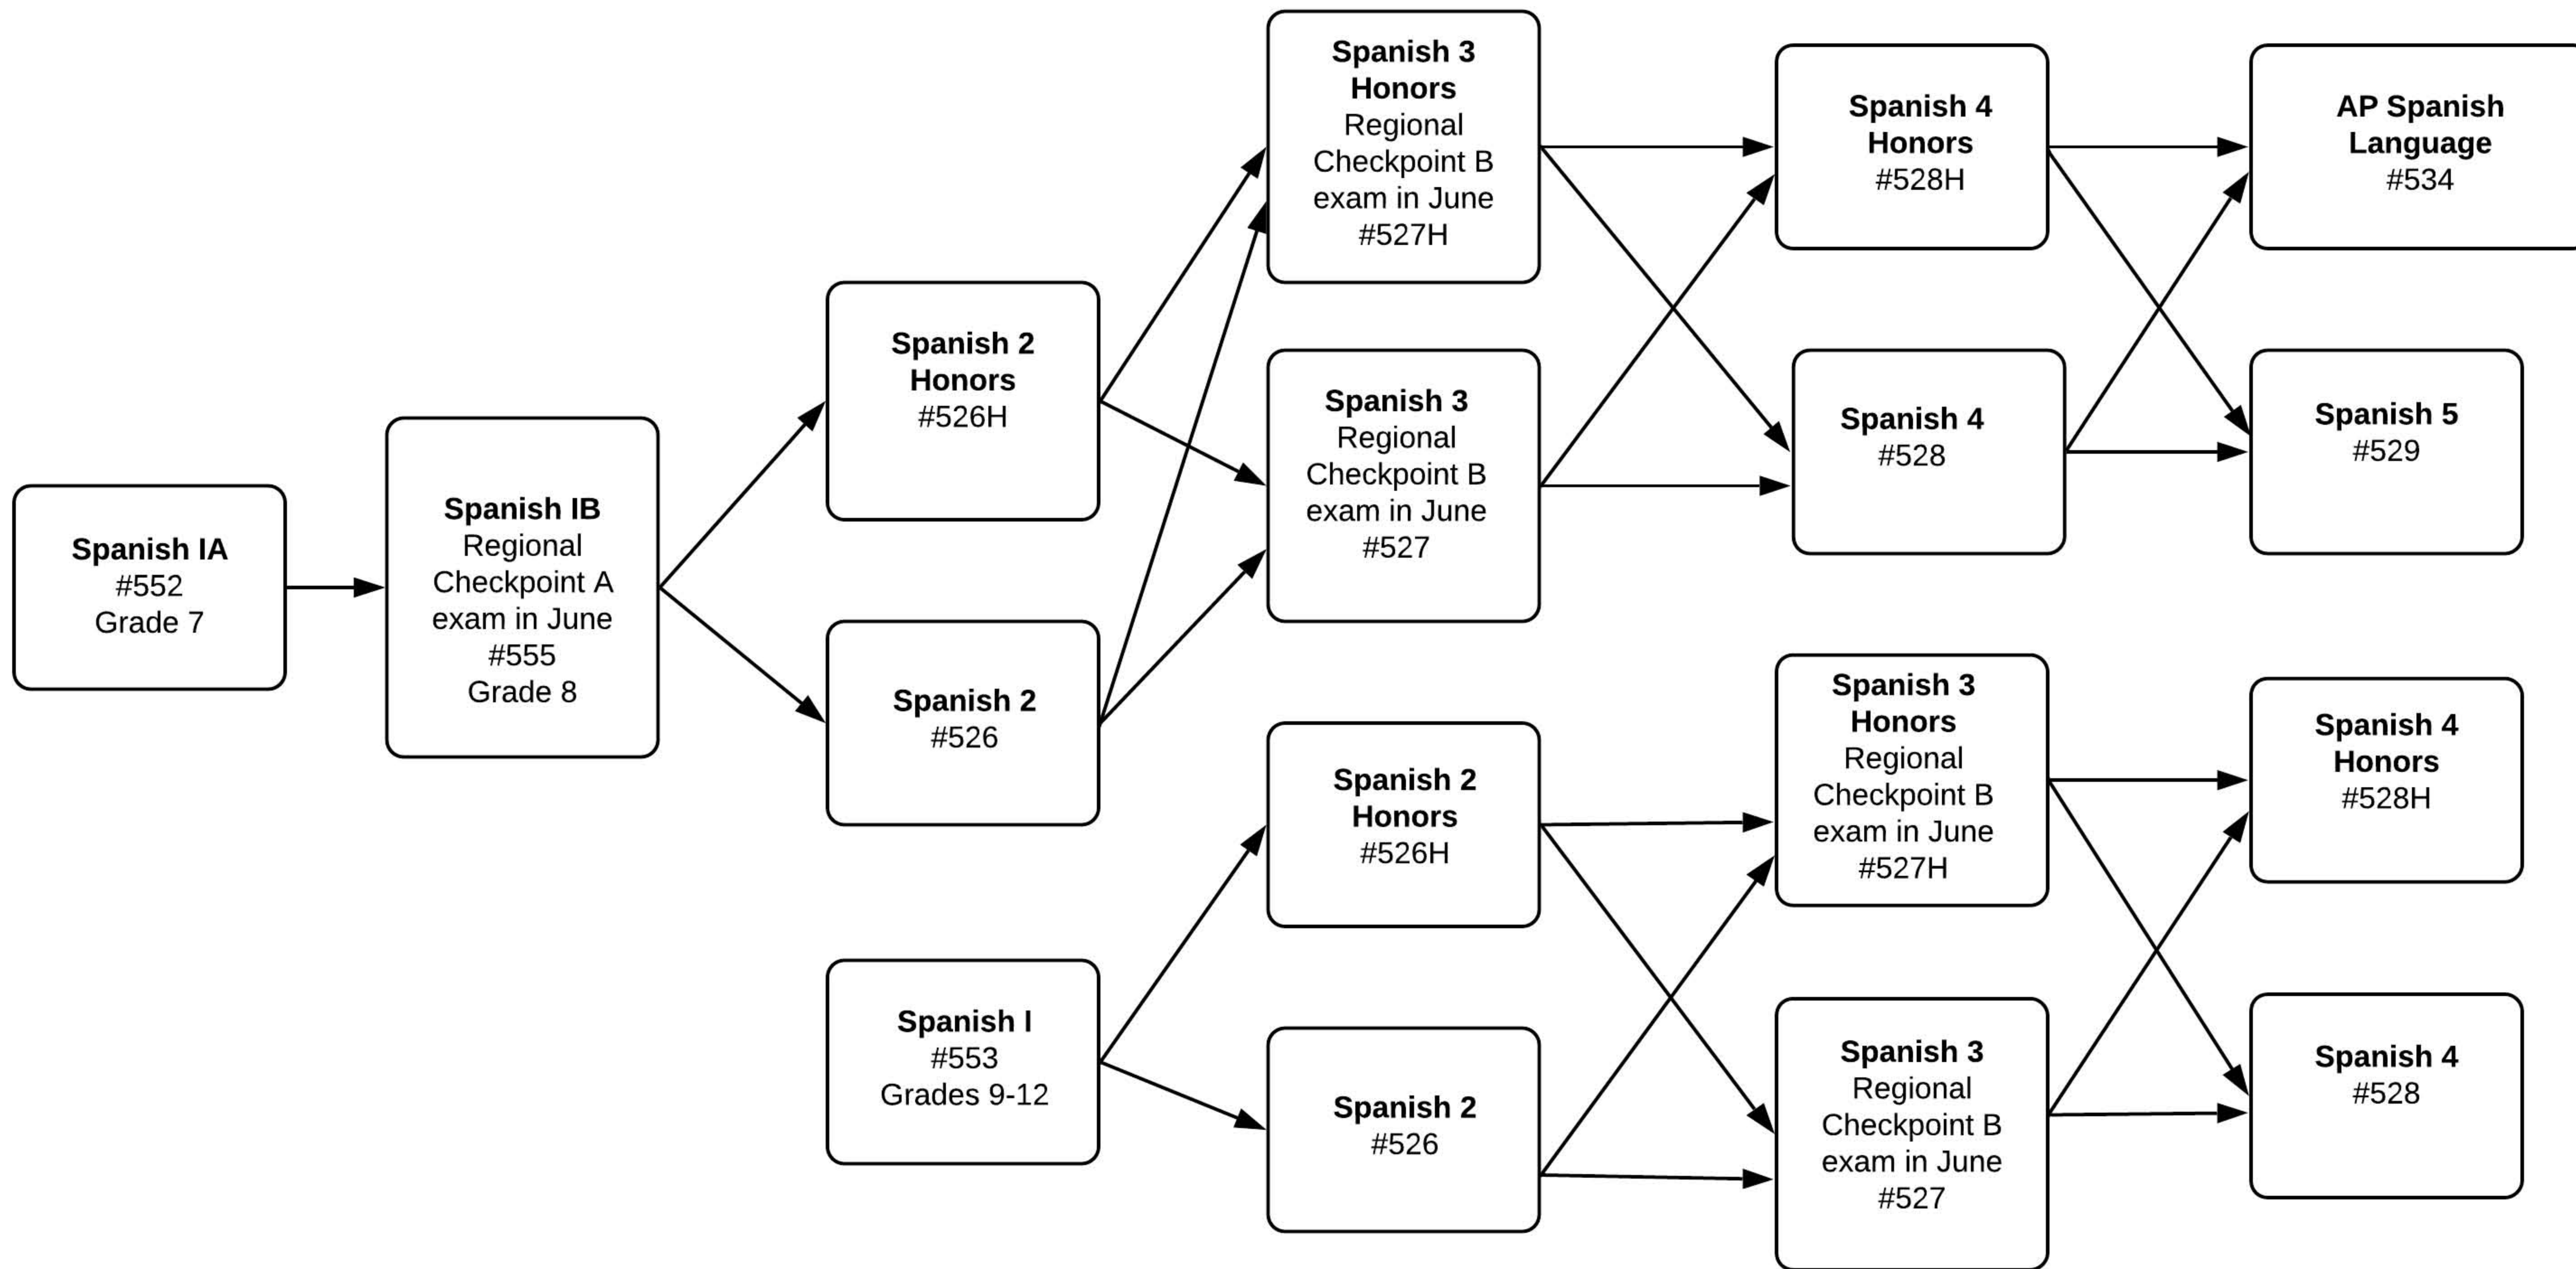 Spanish IA
#552
Grade 7
Spanish IB
Regional
Checkpoint A
exam in June
#555
Grade 8
Spanish 2
Honors
#526H
Spanish 2
#526
Spanish I
#553
Grades 9-12
Spanish 3
Honors
Regional
Checkpoint B
exam in June
#527H
Spanish 3
Regional
Checkpoint B
exam in June
#527
Spanish 2
Honors
#526H
Spanish 2
#526
Spanish 4
Honors
#528H
Spanish 4
#528
Spanish 3
Honors
Regional
Checkpoint B
exam in June
#527H
Spanish 3
Regional
Checkpoint B
exam in June
#527
AP Spanish
Language
#534
Spanish 5
#529
Spanish 4
Honors
#528H
Spanish 4
#528